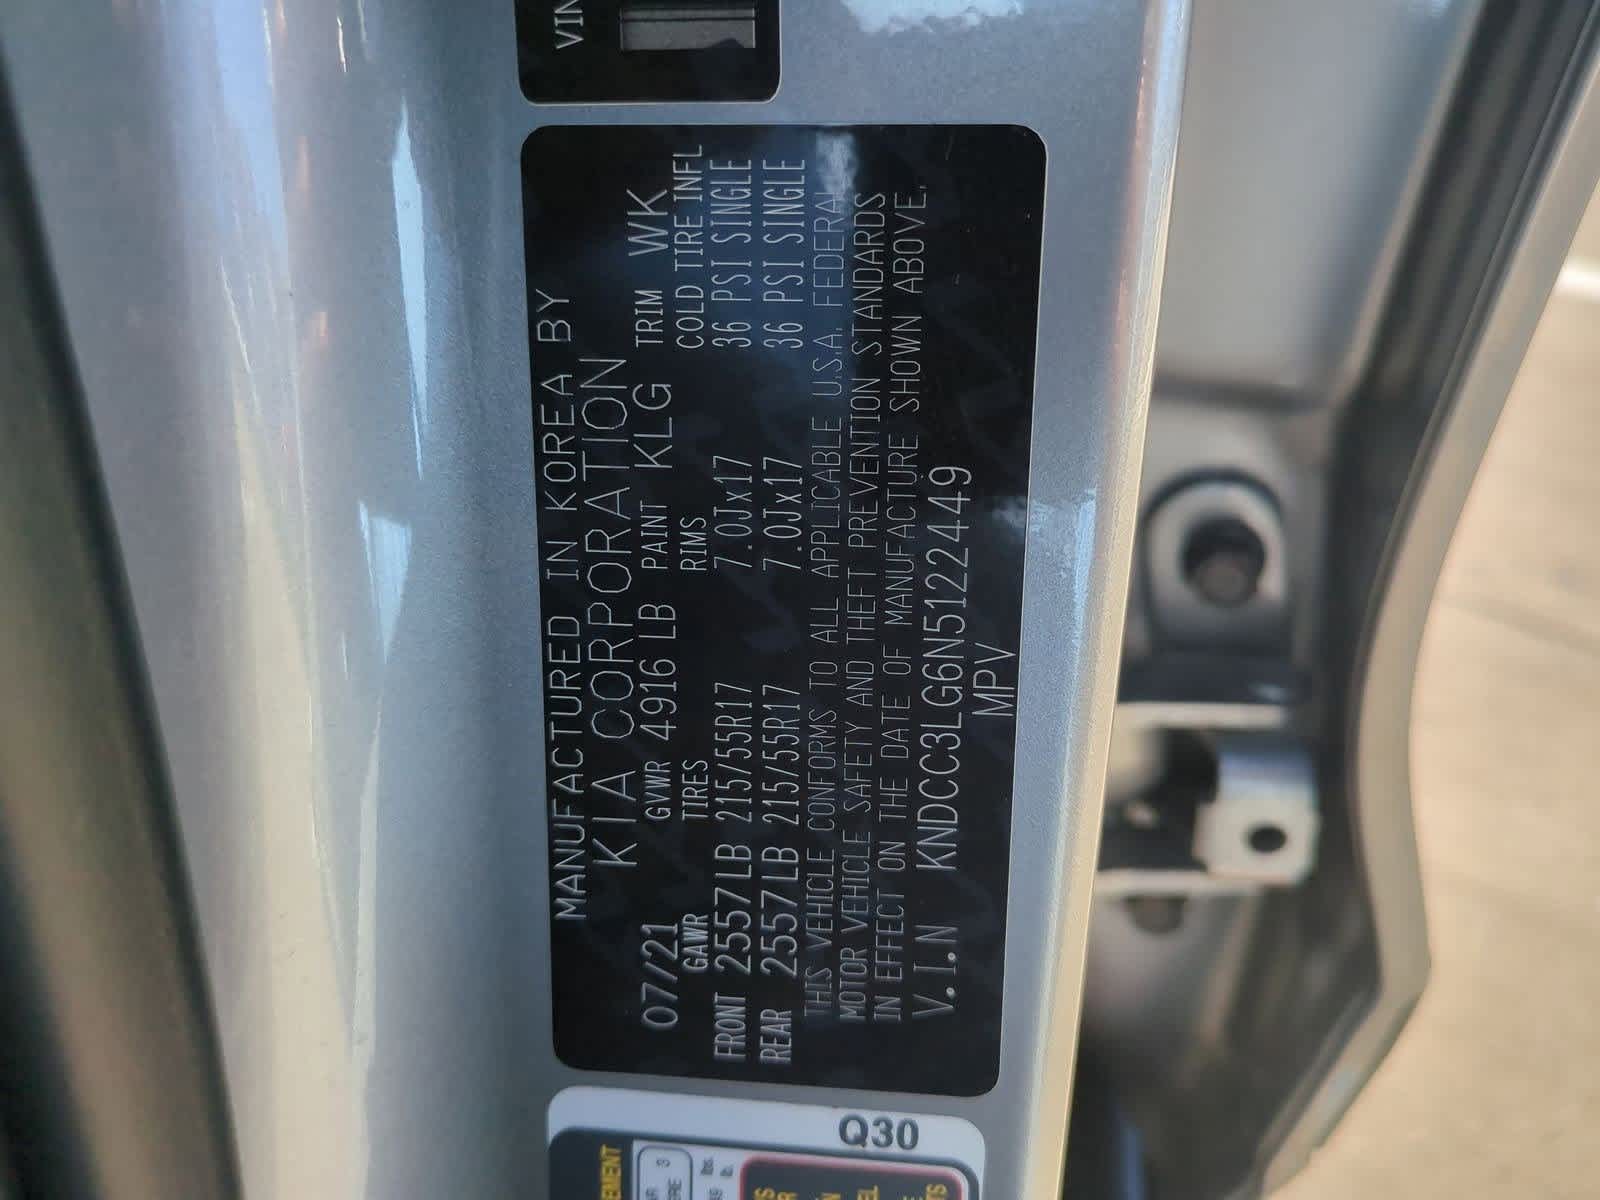 VIN
MANUFACTURED IN KOREA BY
KIA CORPORATION
07/21 GVWR 4916 LB PAINT KLG TRIM WK
GAWR TIRES RIMS COLD TIRE INFL
FRONT 2557LB 215/55R17 7.0Jx17 36 PSI SINGLE
REAR 2557LB 215/55R17 7.0Jx17 36 PSI SINGLE
THIS VEHICLE CONFORMS TO ALL APPLICABLE U.S.A. FEDERAL
MOTOR VEHICLE SAFETY AND THEFT PREVENTION STANDARDS
IN EFFECT ON THE DATE OF MANUFACTURE SHOWN ABOVE.
V.I.N KNDCC3LG6N5122449
MPV
Q30